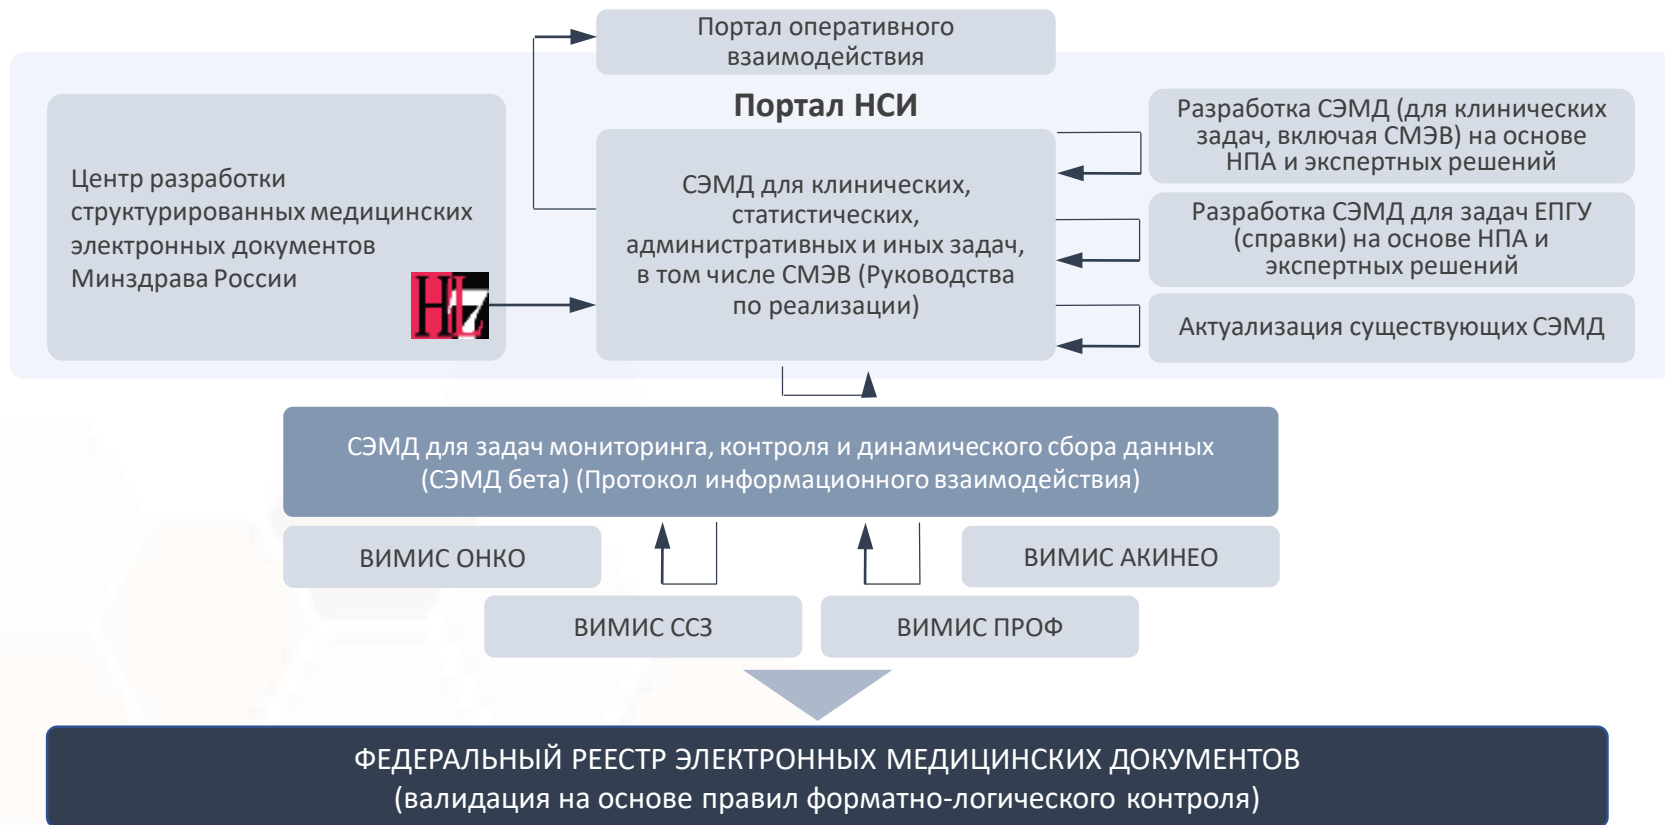 Портал оперативного
взаимодействия
Портал НСИ
Центр разработки
структурированных медицинских
электронных документов
Минздрава России
HL7
СЭМД для клинических,
статистических,
административных и иных задач,
в том числе СМЭВ (Руководства
по реализации)
Разработка СЭМД (для клинических
задач, включая СМЭВ) на основе
НПА и экспертных решений
Разработка СЭМД для задач ЕПГУ
(справки) на основе НПА и
экспертных решений
Актуализация существующих СЭМД
СЭМД для задач мониторинга, контроля и динамического сбора данных
(СЭМД бета) (Протокол информационного взаимодействия)
ВИМИС ОНКО
ВИМИС АКИНЕО
ВИМИС ССЗ
ВИМИС ПРОФ
ФЕДЕРАЛЬНЫЙ РЕЕСТР ЭЛЕКТРОННЫХ МЕДИЦИНСКИХ ДОКУМЕНТОВ
(валидация на основе правил форматно-логического контроля)